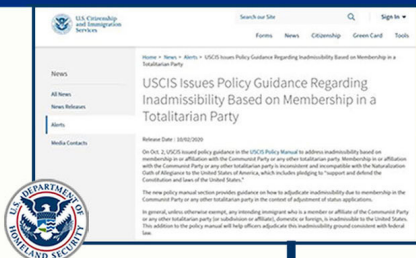 U.S. Citizenship
and Immigration
Services
Search our Site
Sign In
Forms News Citizenship Green Card Tools
Home > News > Alerts > USCIS Issues Policy Guidance Regarding Inadmissibility Based on Membership in a
Totalitarian Party
News
All News
News Releases
Alerts
Media Contacts
USCIS Issues Policy Guidance Regarding
Inadmissibility Based on Membership in a
Totalitarian Party
Release Date : 10/02/2020
On Oct. 2, USCIS issued policy guidance in the USCIS Policy Manual to address inadmissibility based on
membership in or affiliation with the Communist Party or any other totalitarian party. Membership in or affiliation
with the Communist Party or any other totalitarian party is inconsistent and incompatible with the Naturalization
Oath of Allegiance to the United States of America, which includes pledging to "support and defend the
Constitution and laws of the United States."
The new policy manual section provides guidance on how to adjudicate inadmissibility due to membership in the
Communist Party or any other totalitarian party in the context of adjustment of status applications.
In general, unless otherwise exempt, any intending immigrant who is a member or affiliate of the Communist Party
or any other totalitarian party (or subdivision or affiliate), domestic or foreign, is inadmissible to the United States.
This addition to the policy manual will help officers adjudicate this inadmissibility ground consistent with federal
law.
U.S. DEPARTMENT OF
HOMELAND SECURITY